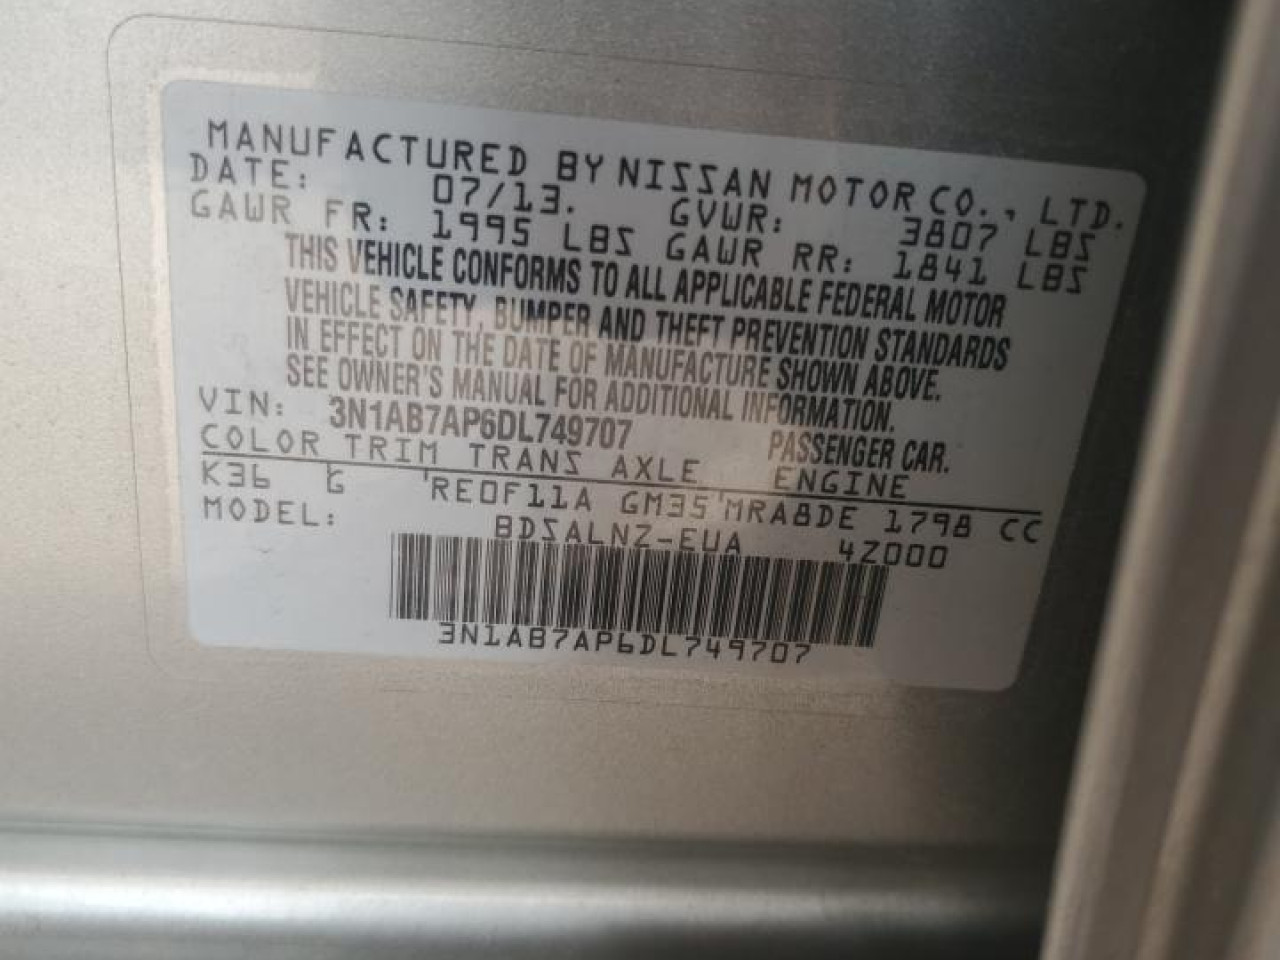 MANUFACTURED BY NISSAN MOTOR CO., LTD.
DATE: 07/13. GVWR: 3807 LBS
GAWR FR: 1995 LBS GAWR RR: 1841 LBS
THIS VEHICLE CONFORMS TO ALL APPLICABLE FEDERAL MOTOR
VEHICLE SAFETY, BUMPER AND THEFT PREVENTION STANDARDS
IN EFFECT ON THE DATE OF MANUFACTURE SHOWN ABOVE.
SEE OWNER'S MANUAL FOR ADDITIONAL INFORMATION.
VIN: 3N1AB7AP6DL749707 PASSENGER CAR.
COLOR TRIM TRANS AXLE ENGINE
K36 G RE0F11A GM35 MRA8DE 1798 CC
MODEL: BDSALNZ-EUA 4Z000
3N1AB7AP6DL749707